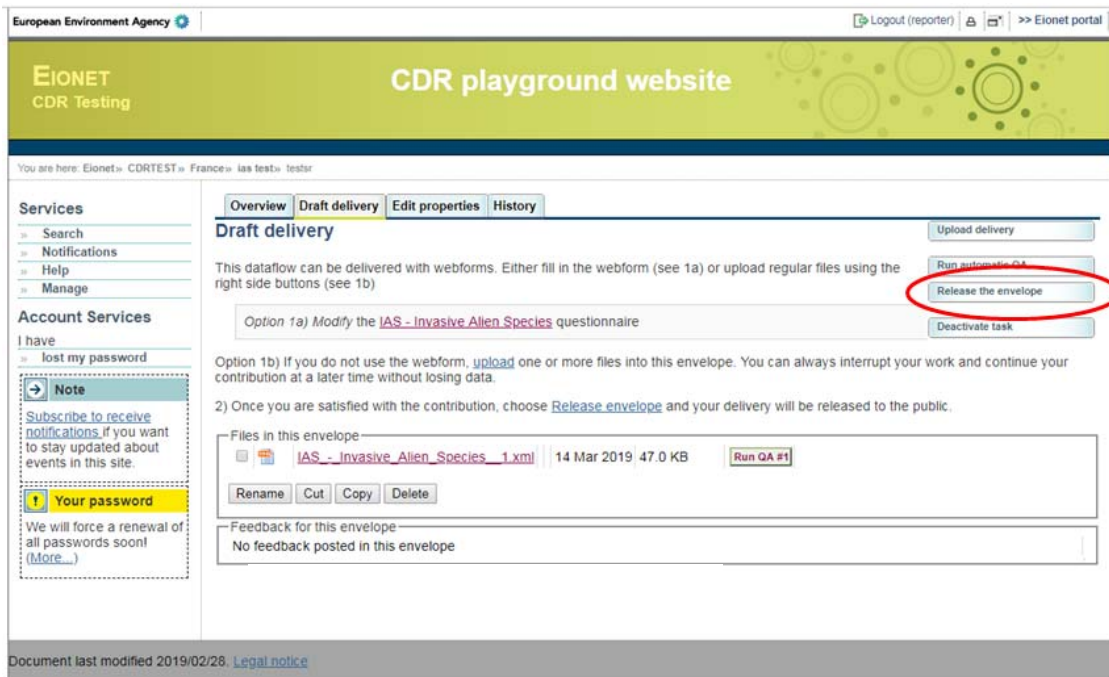 European Environment Agency
Logout (reporter)
>> Eionet portal
EIONET
CDR Testing
CDR playground website
You are here: Eionet» CDRTEST» France» ias test» testsr
Services
» Search
» Notifications
» Help
» Manage
Account Services
I have
» lost my password
Note
Subscribe to receive
notifications if you want
to stay updated about
events in this site.
Your password
We will force a renewal of
all passwords soon!
(More...)
Overview
Draft delivery
Edit properties
History
Draft delivery
This dataflow can be delivered with webforms. Either fill in the webform (see 1a) or upload regular files using the
right side buttons (see 1b)
Upload delivery
Run automatic QA
Release the envelope
Deactivate task
Option 1a) Modify the IAS - Invasive Alien Species questionnaire
Option 1b) If you do not use the webform, upload one or more files into this envelope. You can always interrupt your work and continue your
contribution at a later time without losing data.
2) Once you are satisfied with the contribution, choose Release envelope and your delivery will be released to the public.
Files in this envelope
IAS_-_Invasive_Alien_Species__1.xml 14 Mar 2019 47.0 KB Run QA #1
Rename Cut Copy Delete
Feedback for this envelope
No feedback posted in this envelope
Document last modified 2019/02/28. Legal notice